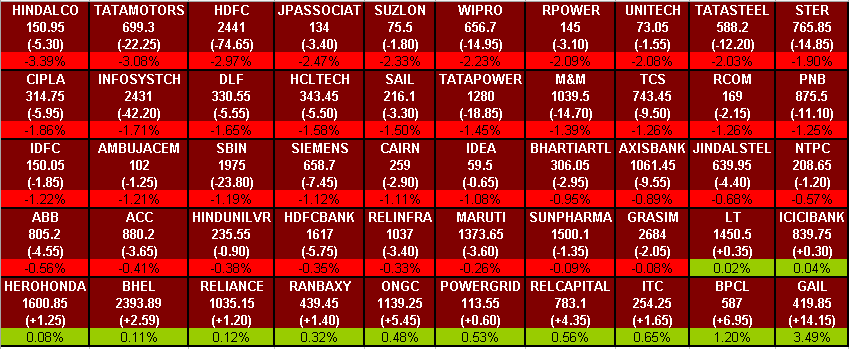 HINDALCO TATAMOTORS HDFC JPASSOCIAT SUZLON WIPRO RPOWER UNITECH TATASTEEL STER
150.95 699.3 2441 134 75.5 656.7 145 73.05 588.2 765.85
(-5.30) (-22.25) (-74.65) (-3.40) (-1.80) (-14.95) (-3.10) (-1.55) (-12.20) (-14.85)
-3.39% -3.08% -2.97% -2.47% -2.33% -2.23% -2.09% -2.08% -2.03% -1.90%
CIPLA INFOSYSTCH DLF HCLTECH SAIL TATAPOWER M&M TCS RCOM PNB
314.75 2431 330.55 343.45 216.1 1280 1039.5 743.45 169 875.5
(-5.95) (-42.20) (-5.55) (-5.50) (-3.30) (-18.85) (-14.70) (-9.50) (-2.15) (-11.10)
-1.86% -1.71% -1.65% -1.58% -1.50% -1.45% -1.39% -1.26% -1.26% -1.25%
IDFC AMBUJACEM SBIN SIEMENS CAIRN IDEA BHARTIARTL AXISBANK JINDALSTEL NTPC
150.05 102 1975 658.7 259 59.5 306.05 1061.45 639.95 208.65
(-1.85) (-1.25) (-23.80) (-7.45) (-2.90) (-0.65) (-2.95) (-9.55) (-4.40) (-1.20)
-1.22% -1.21% -1.19% -1.12% -1.11% -1.08% -0.95% -0.89% -0.68% -0.57%
ABB ACC HINDUNILVR HDFCBANK RELINFRA MARUTI SUNPHARMA GRASIM LT ICICIBANK
805.2 880.2 235.55 1617 1037 1373.65 1500.1 2684 1450.5 839.75
(-4.55) (-3.65) (-0.90) (-5.75) (-3.40) (-3.60) (-1.35) (-2.05) (+0.35) (+0.30)
-0.56% -0.41% -0.38% -0.35% -0.33% -0.26% -0.09% -0.08% 0.02% 0.04%
HEROHONDA BHEL RELIANCE RANBAXY ONGC POWERGRID RELCAPITAL ITC BPCL GAIL
1600.85 2393.89 1035.15 439.45 1139.25 113.55 783.1 254.25 587 419.85
(+1.25) (+2.59) (+1.20) (+1.40) (+5.45) (+0.60) (+4.35) (+1.65) (+6.95) (+14.15)
0.08% 0.11% 0.12% 0.32% 0.48% 0.53% 0.56% 0.65% 1.20% 3.49%